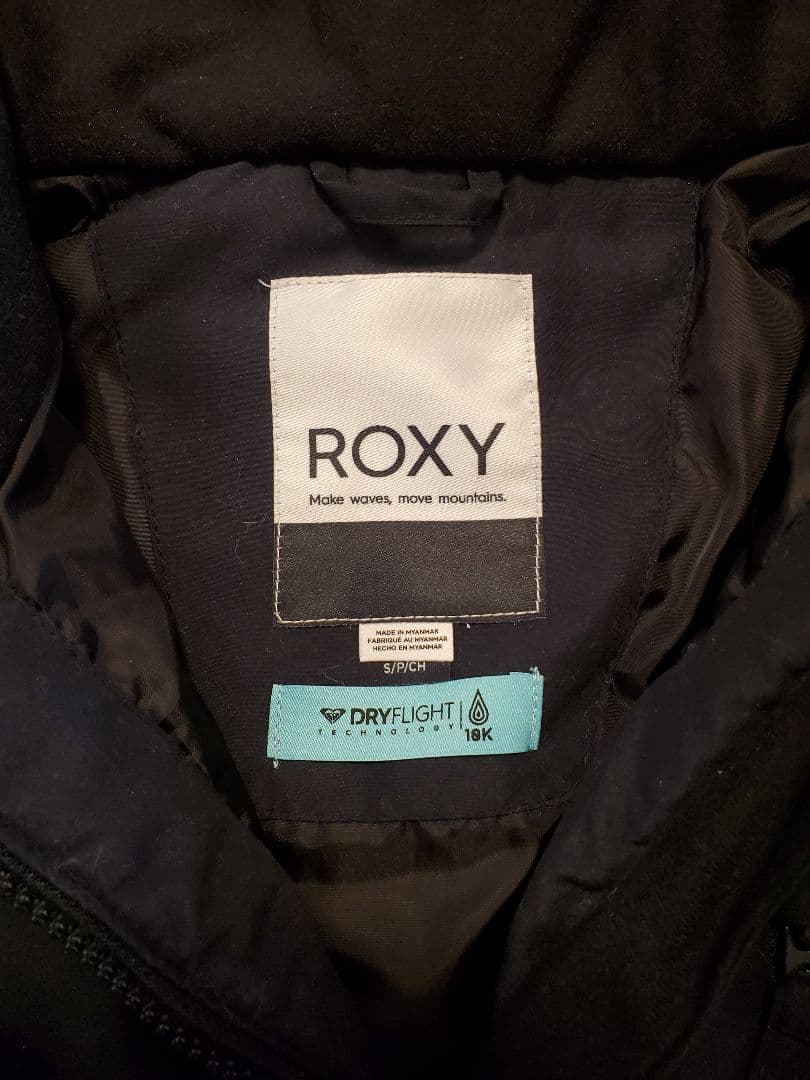 ROXY
Make waves, move mountains.
MADE IN MYANMAR
FABRIQUÉ AU MYANMAR
HECHO EN MYANMAR
S/P/CH
DRYFLIGHT
TECHNOLOGY
10K